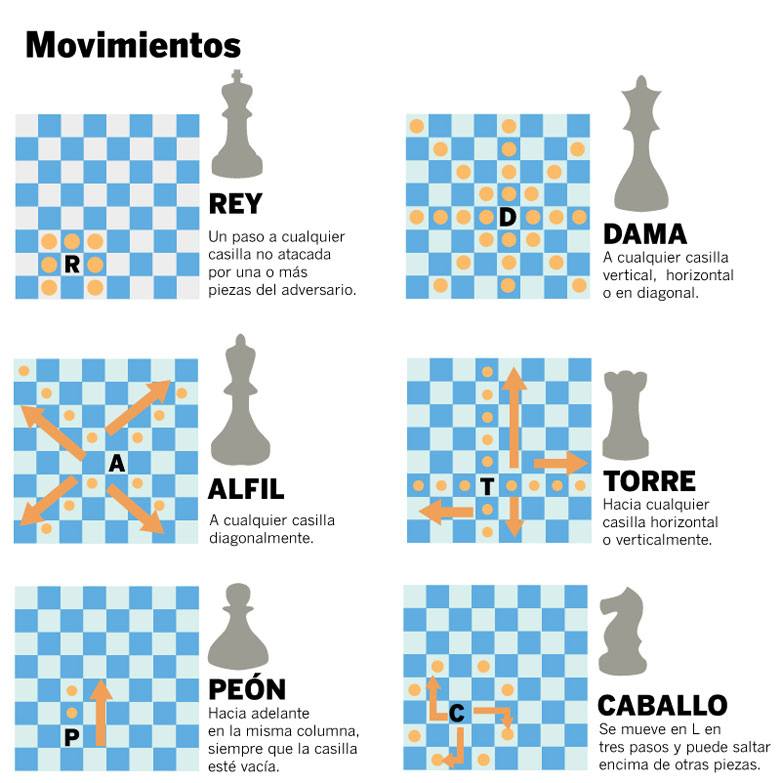 Movimientos
R
REY
Un paso a cualquier
casilla no atacada
por una o más
piezas del adversario.
D
DAMA
A cualquier casilla
vertical, horizontal
o en diagonal.
A
ALFIL
A cualquier casilla
diagonalmente.
T
TORRE
Hacia cualquier
casilla horizontal
o verticalmente.
P
PEÓN
Hacia adelante
en la misma columna,
siempre que la casilla
esté vacía.
C
CABALLO
Se mueve en L en
tres pasos y puede saltar
encima de otras piezas.